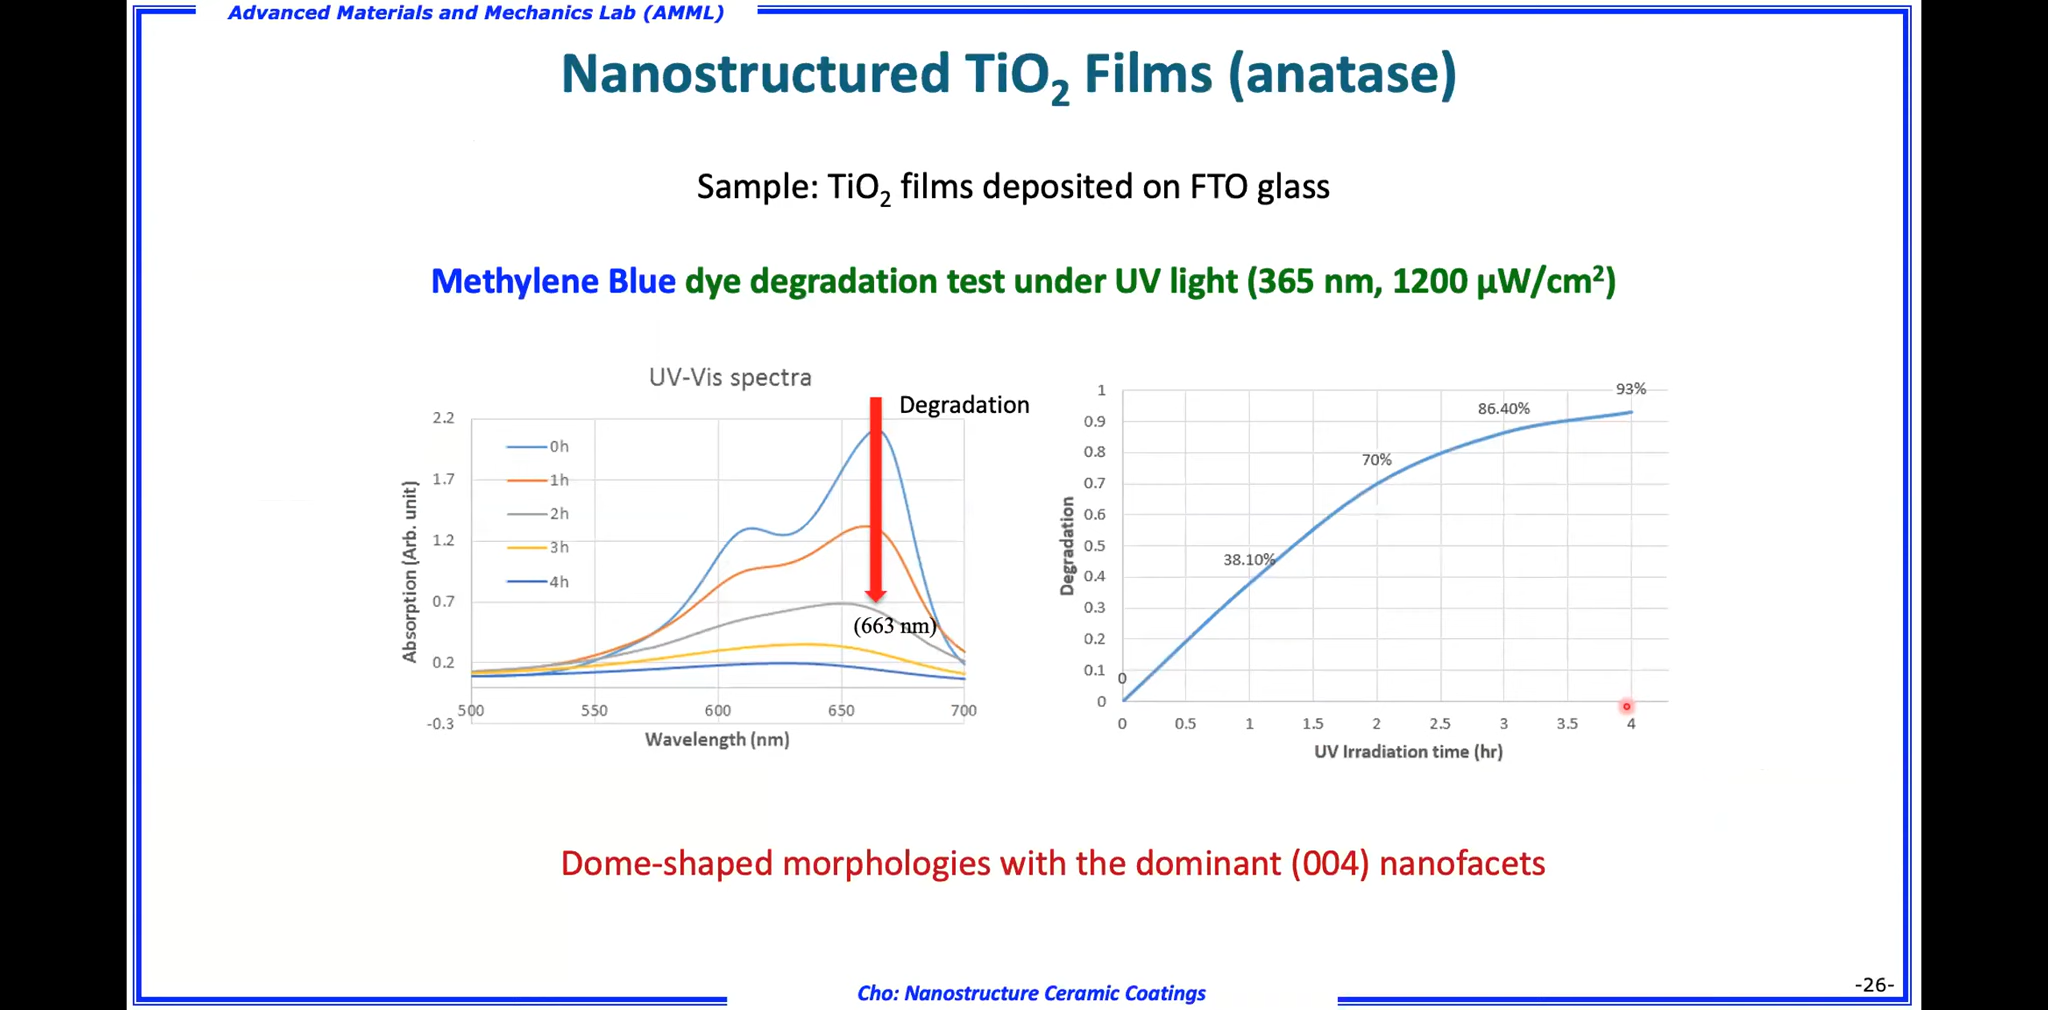 Advanced Materials and Mechanics Lab (AMML)
Nanostructured TiO₂ Films (anatase)
Sample: TiO₂ films deposited on FTO glass
Methylene Blue dye degradation test under UV light (365 nm, 1200 µW/cm²)
UV-Vis spectra
Degradation
2.2
1.7
1.2
0.7
0.2
-0.3
Absorption (Arb. unit)
0h
1h
2h
3h
4h
(663 nm)
500 550 600 650 700
Wavelength (nm)
1
0.9
0.8
0.7
0.6
0.5
0.4
0.3
0.2
0.1
0
Degradation
0
38.10%
70%
86.40%
93%
0 0.5 1 1.5 2 2.5 3 3.5 4
UV Irradiation time (hr)
Dome-shaped morphologies with the dominant (004) nanofacets
Cho: Nanostructure Ceramic Coatings
-26-